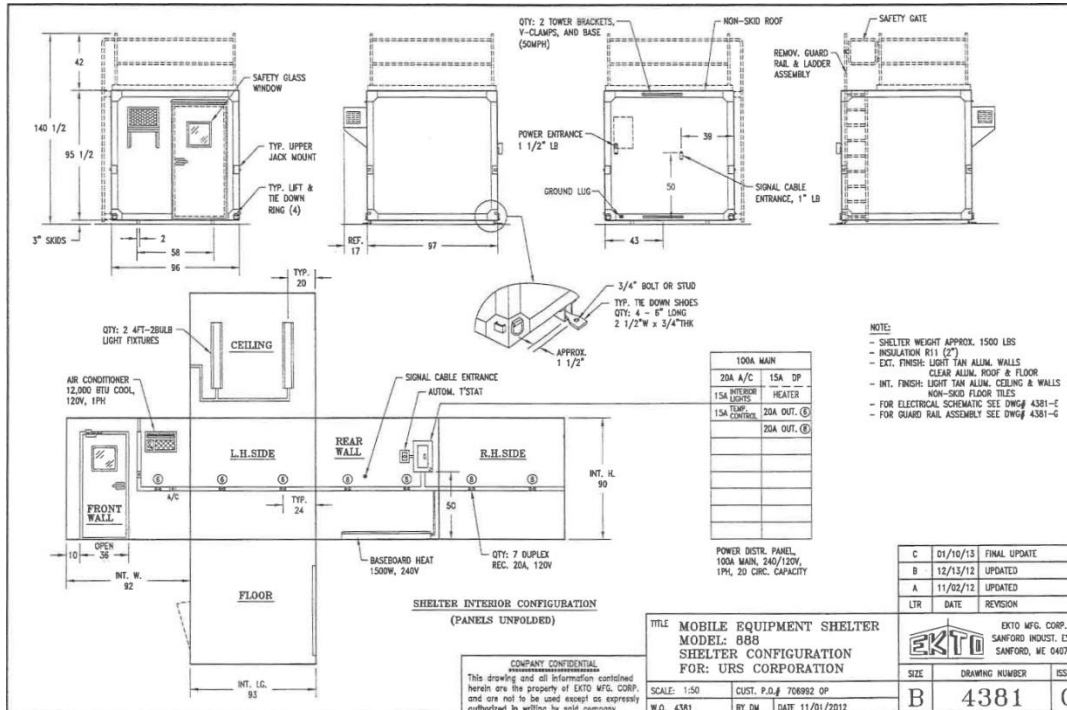 QTY: 2 TOWER BRACKETS,
V-CLAMPS, AND BASE
(50MPH)
NON-SKID ROOF
SAFETY GATE
REMOV. GUARD
RAIL & LADDER
ASSEMBLY
42
SAFETY GLASS
WINDOW
140 1/2
95 1/2
TYP. UPPER
JACK MOUNT
TYP. LIFT &
TIE DOWN
RING (4)
3" SKIDS
2
58
96
REF.
17
97
POWER ENTRANCE
1 1/2" LB
GROUND LUG
39
50
SIGNAL CABLE
ENTRANCE, 1" LB
43
TYP.
20
3/4" BOLT OR STUD
TYP. TIE DOWN SHOES
QTY: 4 - 6" LONG
2 1/2"W x 3/4"THK
APPROX.
1 1/2"
QTY: 2 4FT-2BULB
LIGHT FIXTURES
CEILING
AIR CONDITIONER
12,000 BTU COOL,
120V, 1PH
SIGNAL CABLE ENTRANCE
AUTOM. T'STAT
L.H.SIDE
REAR
WALL
R.H.SIDE
A/C
FRONT
WALL
TYP.
24
50
INT. H.
90
OPEN
10
36
INT. W.
92
BASEBOARD HEAT
1500W, 240V
QTY: 7 DUPLEX
REC. 20A, 120V
FLOOR
SHELTER INTERIOR CONFIGURATION
(PANELS UNFOLDED)
INT. LG.
93
100A MAIN
20A A/C 15A DP
15A INTERIOR LIGHTS HEATER
15A TEMP. CONTROL 20A OUT. 6
20A OUT. 8
POWER DISTR. PANEL,
100A MAIN, 240/120V,
1PH, 20 CIRC. CAPACITY
NOTE:
- SHELTER WEIGHT APPROX. 1500 LBS
- INSULATION R11 (2")
- EXT. FINISH: LIGHT TAN ALUM. WALLS
CLEAR ALUM. ROOF & FLOOR
- INT. FINISH: LIGHT TAN ALUM. CEILING & WALLS
NON-SKID FLOOR TILES
- FOR ELECTRICAL SCHEMATIC SEE DWG# 4381-E
- FOR GUARD RAIL ASSEMBLY SEE DWG# 4381-G
C 01/10/13 FINAL UPDATE
B 12/13/12 UPDATED
A 11/02/12 UPDATED
LTR DATE REVISION
COMPANY CONFIDENTIAL
This drawing and all information contained
herein are the property of EKTO MFG. CORP.
and are not to be used except as expressly
authorized in writing by said company.
TITLE MOBILE EQUIPMENT SHELTER
MODEL: 888
SHELTER CONFIGURATION
FOR: URS CORPORATION
SCALE: 1:50 CUST. P.O.# 706992 OP
W.O. 4381 BY DM DATE 11/01/2012
EKTO
EKTO MFG. CORP.
SANFORD INDUST. ES
SANFORD, ME 0407
SIZE DRAWING NUMBER ISS
B 4381